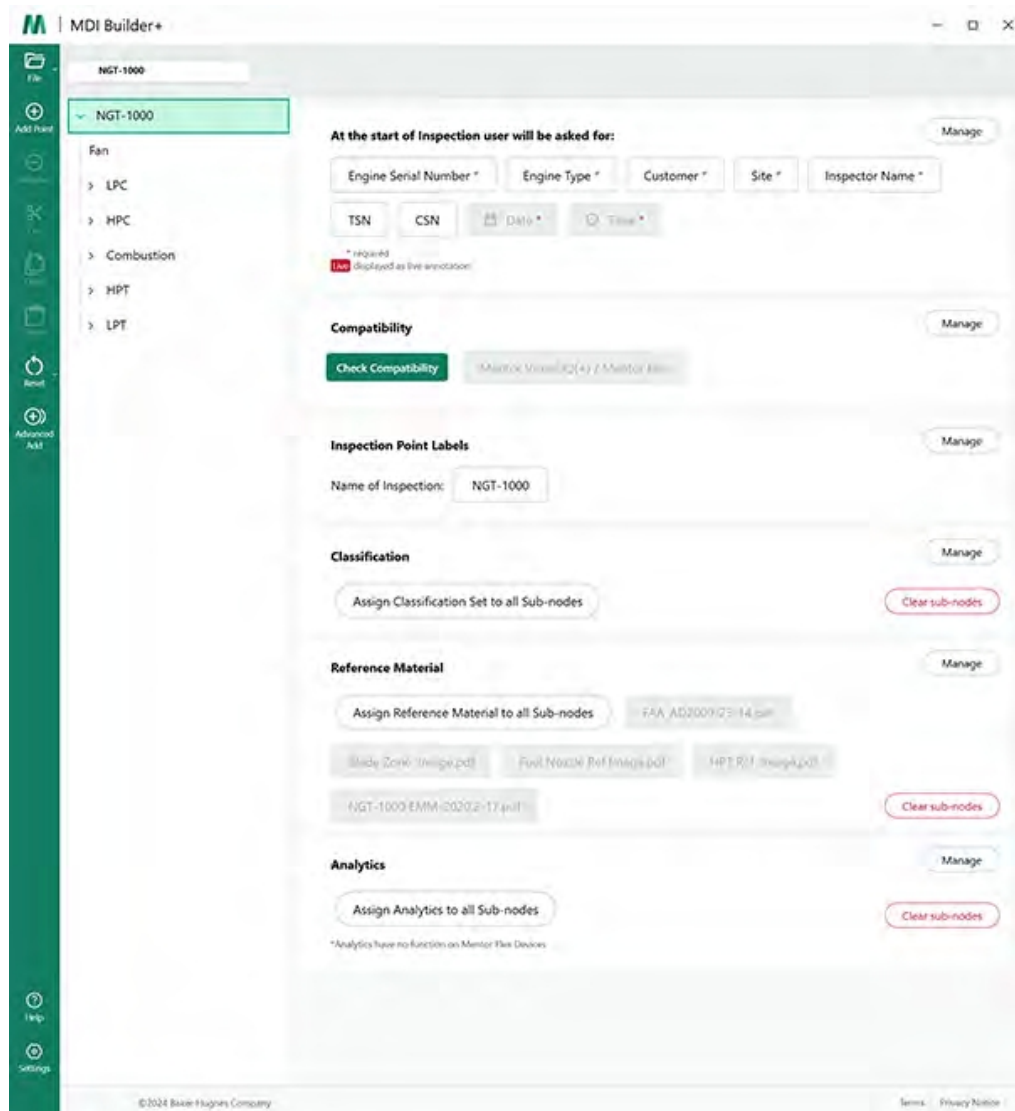 MDI Builder+
File
NGT-1000
Add Point
NGT-1000
Fan
LPC
HPC
Combustion
HPT
LPT
Reset
Advanced Add
Help
Settings
At the start of Inspection user will be asked for:
Manage
Engine Serial Number * Engine Type * Customer * Site * Inspector Name *
TSN CSN Date * Time *
* required
Live displayed as live annotation
Compatibility
Manage
Check Compatibility
Inspection Point Labels
Manage
Name of Inspection: NGT-1000
Classification
Manage
Assign Classification Set to all Sub-nodes
Clear sub-nodes
Reference Material
Manage
Assign Reference Material to all Sub-nodes
Blade Zone Image.pdf Fuel Nozzle Ref Image.pdf HPT Ref Image.pdf
Clear sub-nodes
Analytics
Manage
Assign Analytics to all Sub-nodes
Clear sub-nodes
*Analytics have no function on Mentor Flex Devices
©2024 Baker Hughes Company
Terms Privacy Notice